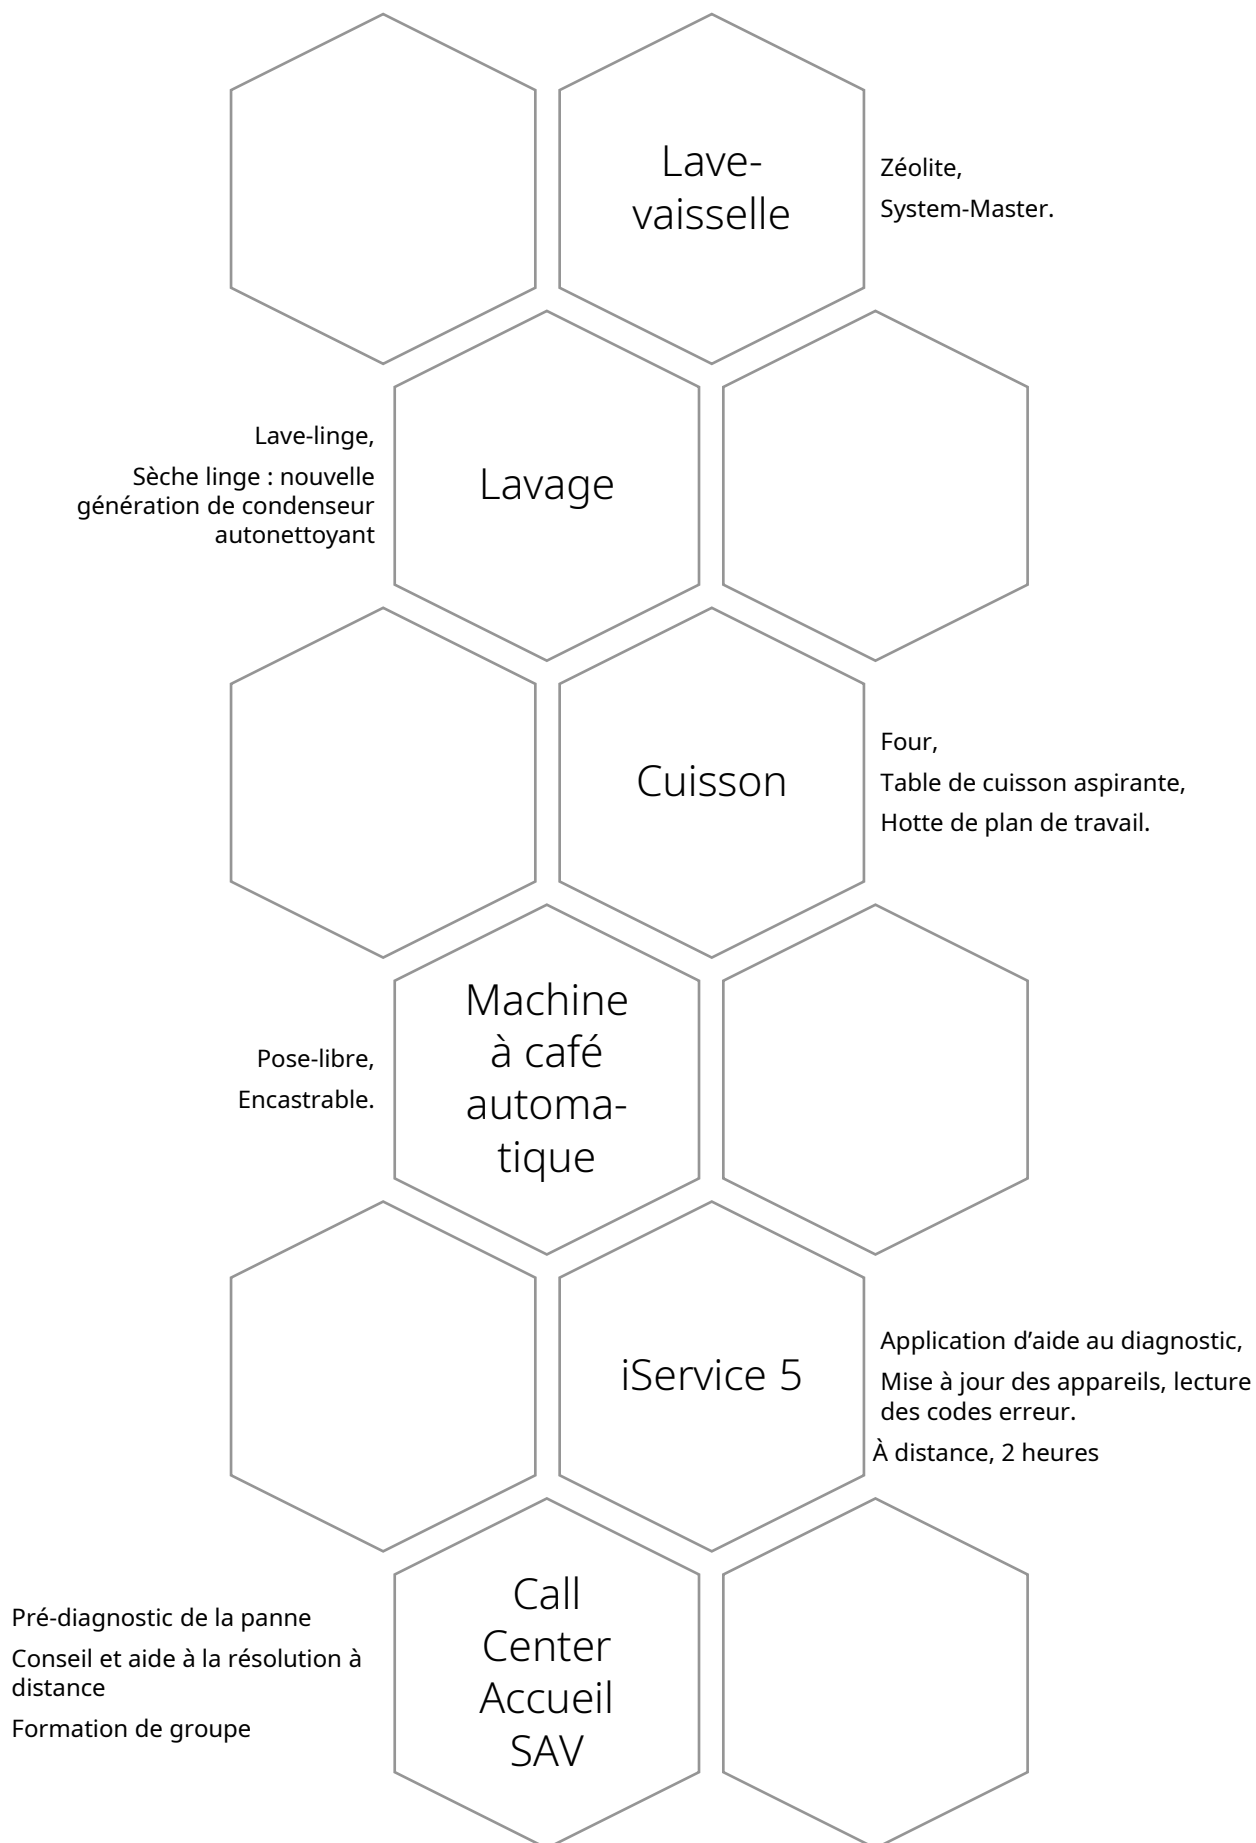 Lave-
vaisselle
Zéolite,
System-Master.
Lave-linge,
Sèche linge : nouvelle
génération de condenseur
autonettoyant
Lavage
Cuisson
Four,
Table de cuisson aspirante,
Hotte de plan de travail.
Pose-libre,
Encastrable.
Machine
à café
automa-
tique
iService 5
Application d’aide au diagnostic,
Mise à jour des appareils, lecture
des codes erreur.
À distance, 2 heures
Pré-diagnostic de la panne
Conseil et aide à la résolution à
distance
Formation de groupe
Call
Center
Accueil
SAV